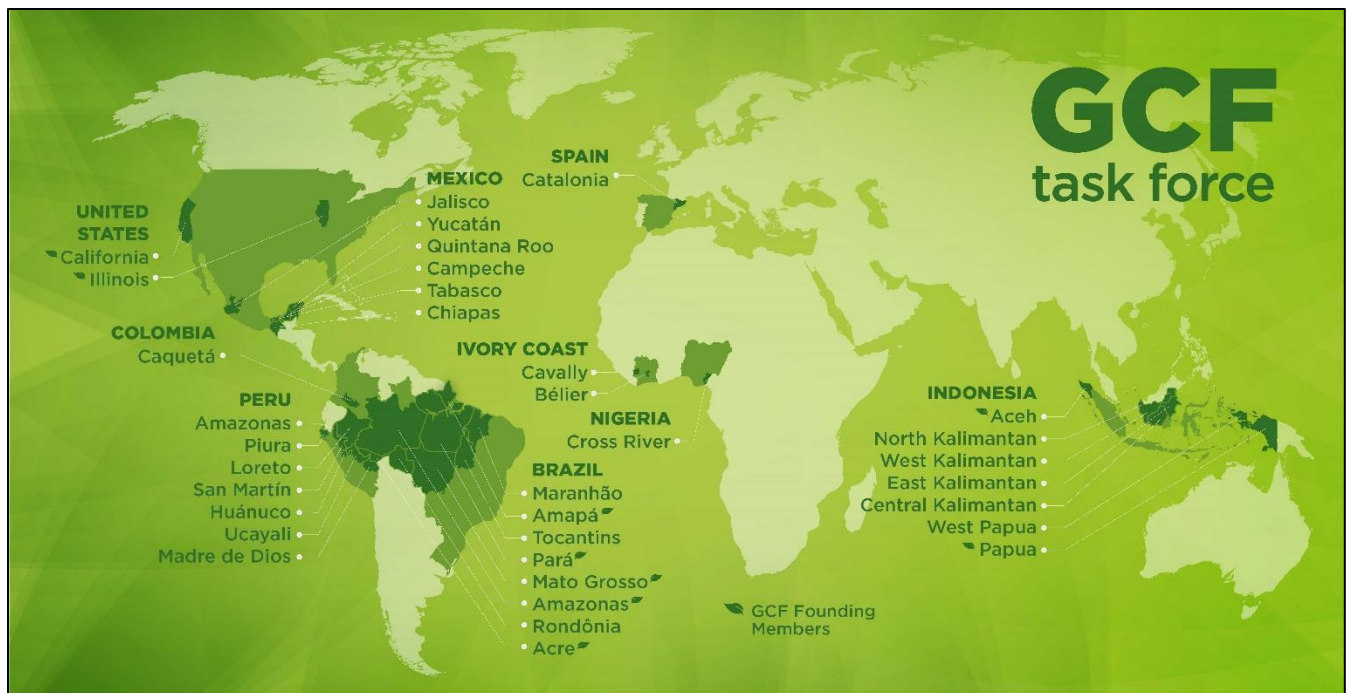 GCF
task force
UNITED
STATES
California
Illinois
MEXICO
Jalisco
Yucatán
Quintana Roo
Campeche
Tabasco
Chiapas
SPAIN
Catalonia
COLOMBIA
Caquetá
PERU
Amazonas
Piura
Loreto
San Martín
Huánuco
Ucayali
Madre de Dios
IVORY COAST
Cavally
Bélier
NIGERIA
Cross River
BRAZIL
Maranhão
Amapá
Tocantins
Pará
Mato Grosso
Amazonas
Rondônia
Acre
INDONESIA
Aceh
North Kalimantan
West Kalimantan
East Kalimantan
Central Kalimantan
West Papua
Papua
GCF Founding
Members